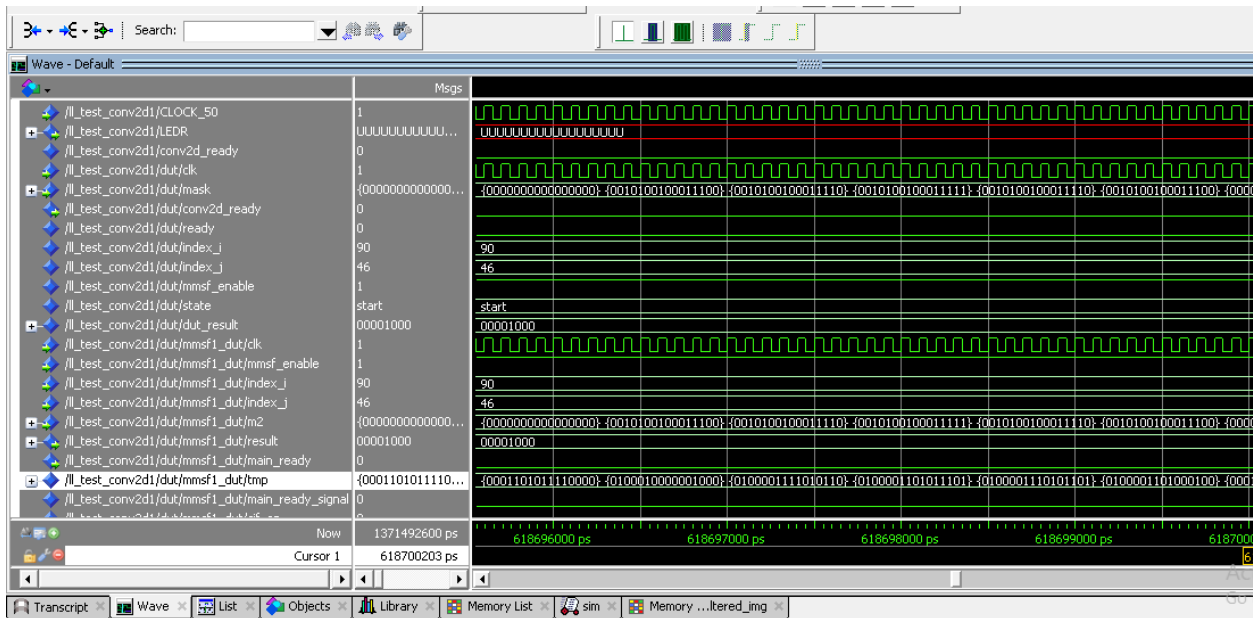 Search:
Wave - Default
Msgs
/ll_test_conv2d1/CLOCK_50 1
/ll_test_conv2d1/LEDR UUUUUUUUUUU... UUUUUUUUUUUUUUUUUU
/ll_test_conv2d1/conv2d_ready 0
/ll_test_conv2d1/dut/clk 1
/ll_test_conv2d1/dut/mask {0000000000000... {0000000000000000} {0010100100011100} {0010100100011110} {0010100100011111} {0010100100011110} {0010100100011100} {000
/ll_test_conv2d1/dut/conv2d_ready 0
/ll_test_conv2d1/dut/ready 0
/ll_test_conv2d1/dut/index_i 90 90
/ll_test_conv2d1/dut/index_j 46 46
/ll_test_conv2d1/dut/mmsf_enable 1
/ll_test_conv2d1/dut/state start start
/ll_test_conv2d1/dut/dut_result 00001000 00001000
/ll_test_conv2d1/dut/mmsf1_dut/clk 1
/ll_test_conv2d1/dut/mmsf1_dut/mmsf_enable 1
/ll_test_conv2d1/dut/mmsf1_dut/index_i 90 90
/ll_test_conv2d1/dut/mmsf1_dut/index_j 46 46
/ll_test_conv2d1/dut/mmsf1_dut/m2 {0000000000000... {0000000000000000} {0010100100011100} {0010100100011110} {0010100100011111} {0010100100011110} {0010100100011100} {000
/ll_test_conv2d1/dut/mmsf1_dut/result 00001000 00001000
/ll_test_conv2d1/dut/mmsf1_dut/main_ready 0
/ll_test_conv2d1/dut/mmsf1_dut/tmp {0001101011110... {0001101011110000} {0100010000001000} {0100001111010110} {0100001101011101} {0100001110101101} {0100001101000100} {000
/ll_test_conv2d1/dut/mmsf1_dut/main_ready_signal 0
Now 1371492600 ps 618696000 ps 618697000 ps 618698000 ps 618699000 ps 6187000
Cursor 1 618700203 ps 6
Ac
Go
Transcript Wave List Objects Library Memory List sim Memory ...ltered_img